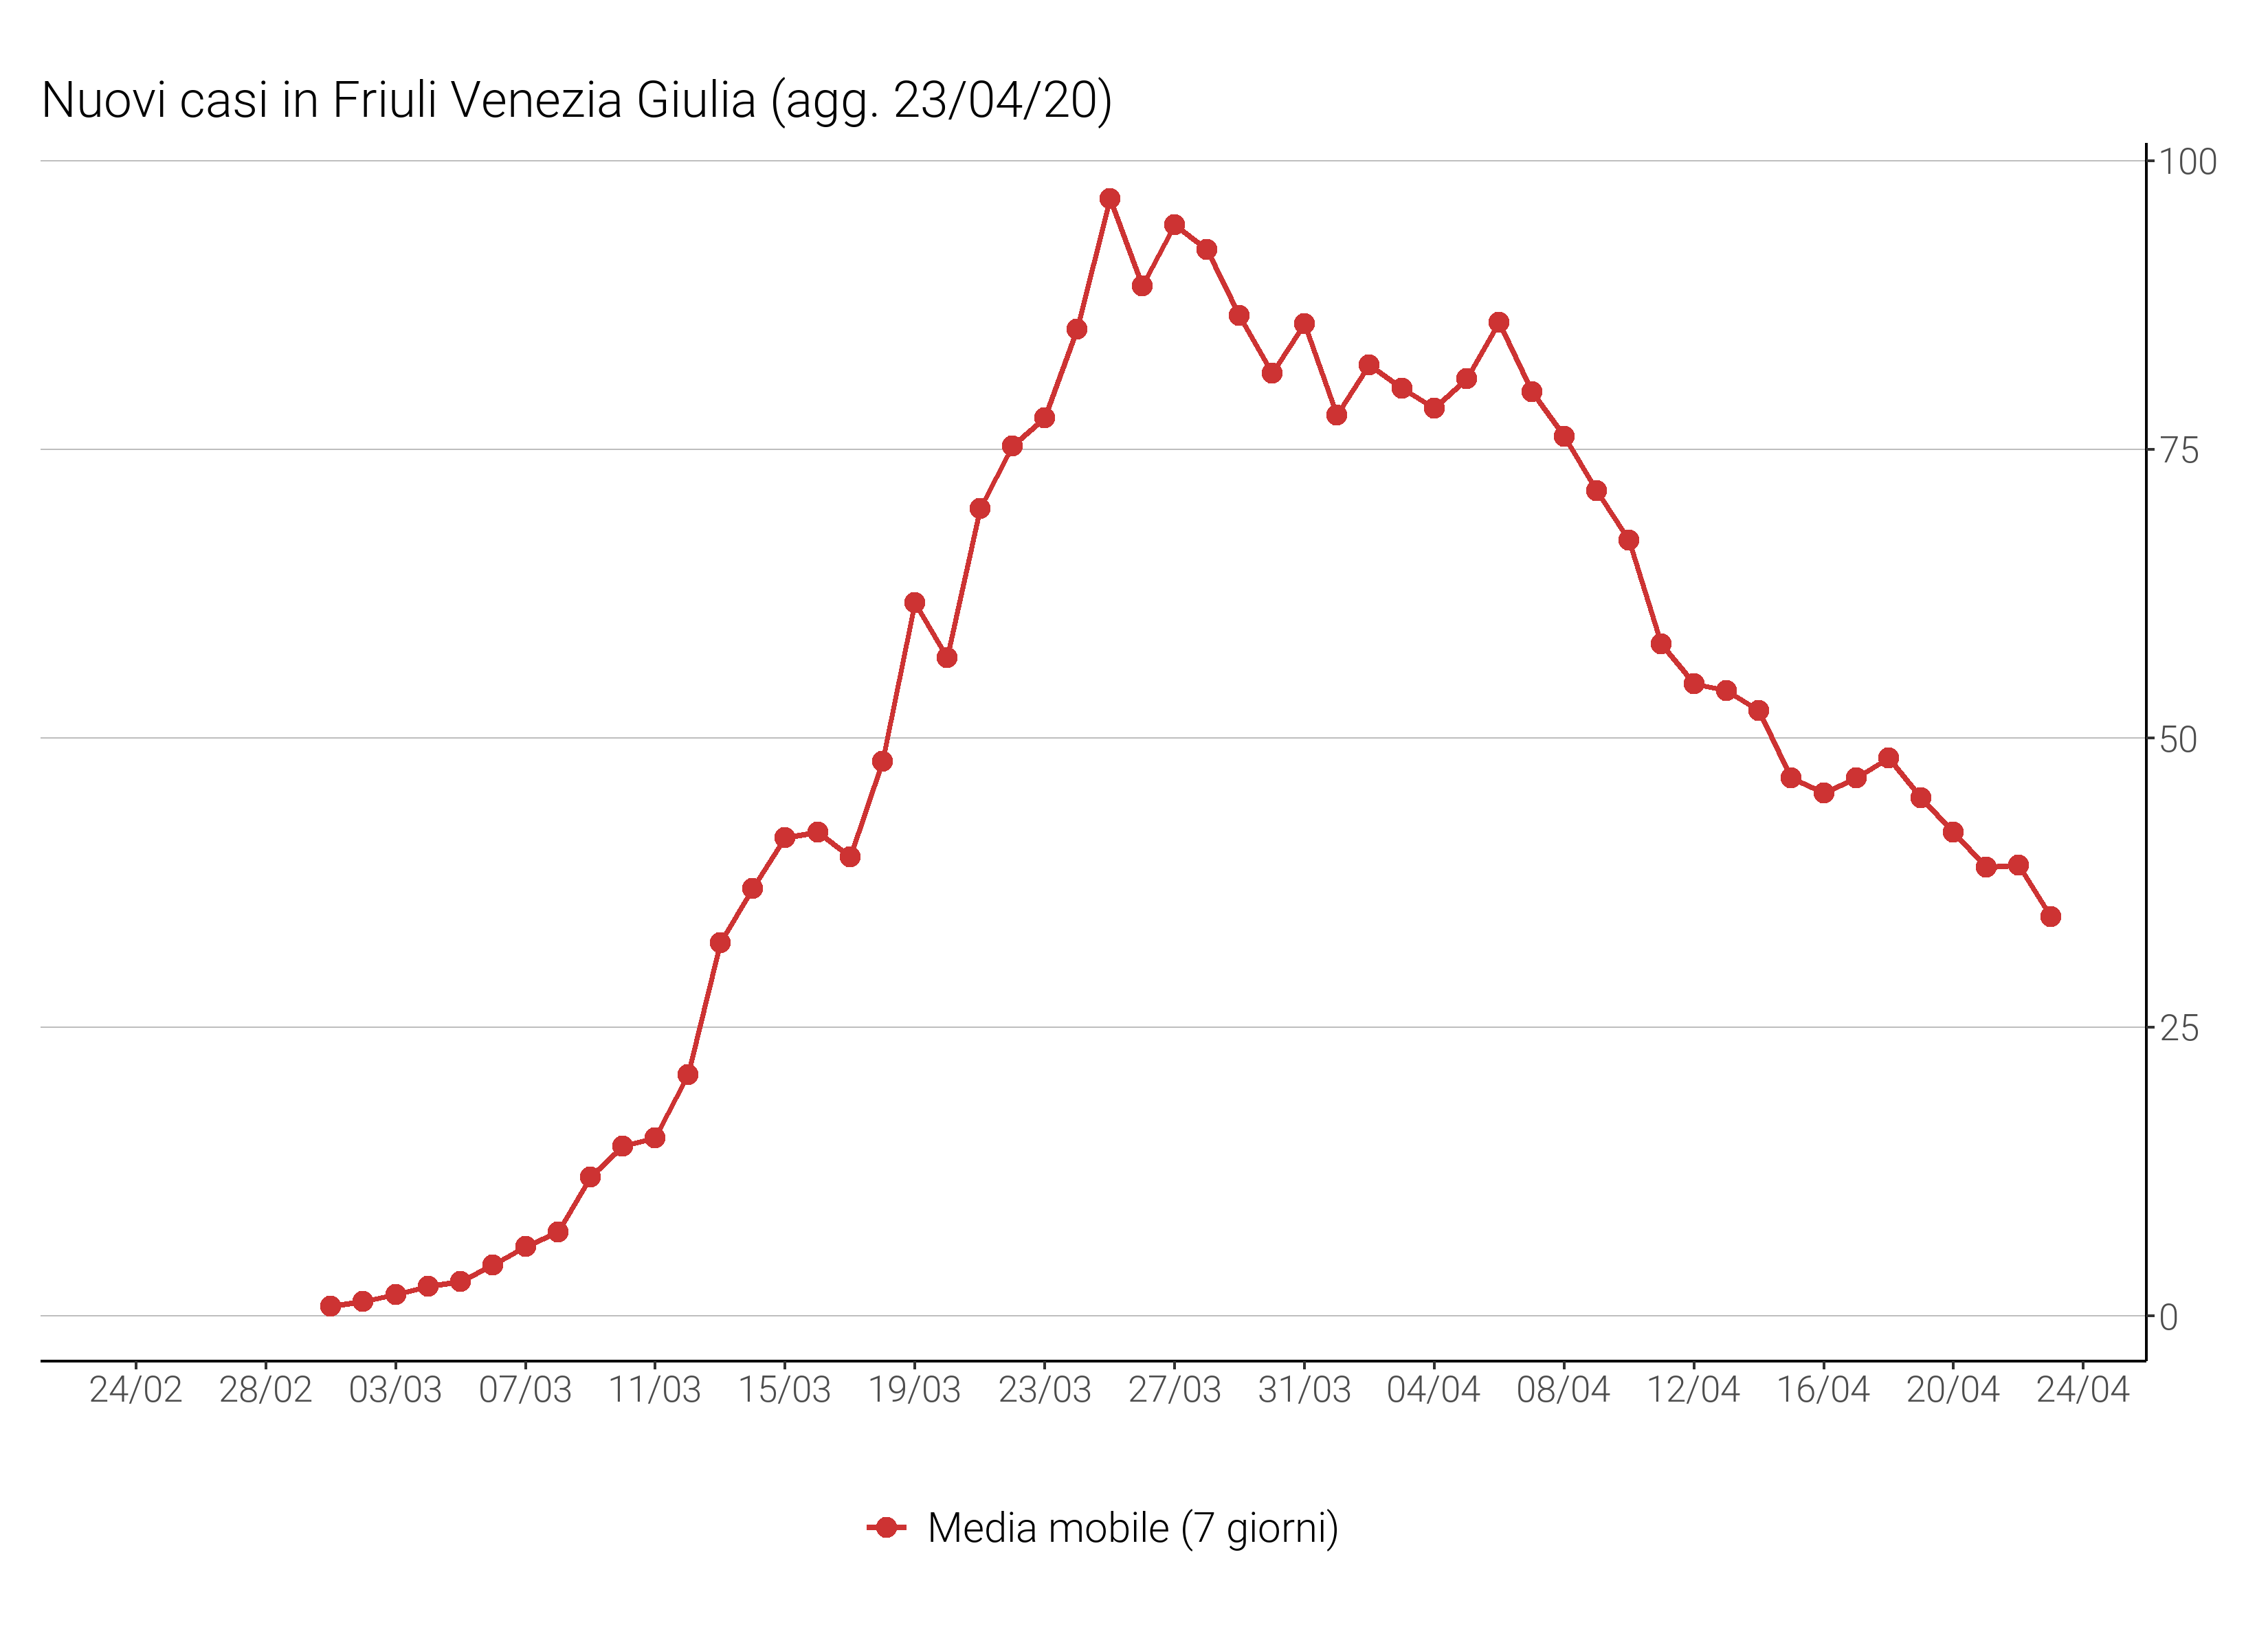 Nuovi casi in Friuli Venezia Giulia (agg. 23/04/20)
100
75
50
25
0
24/02 28/02 03/03 07/03 11/03 15/03 19/03 23/03 27/03 31/03 04/04 08/04 12/04 16/04 20/04 24/04
Media mobile (7 giorni)